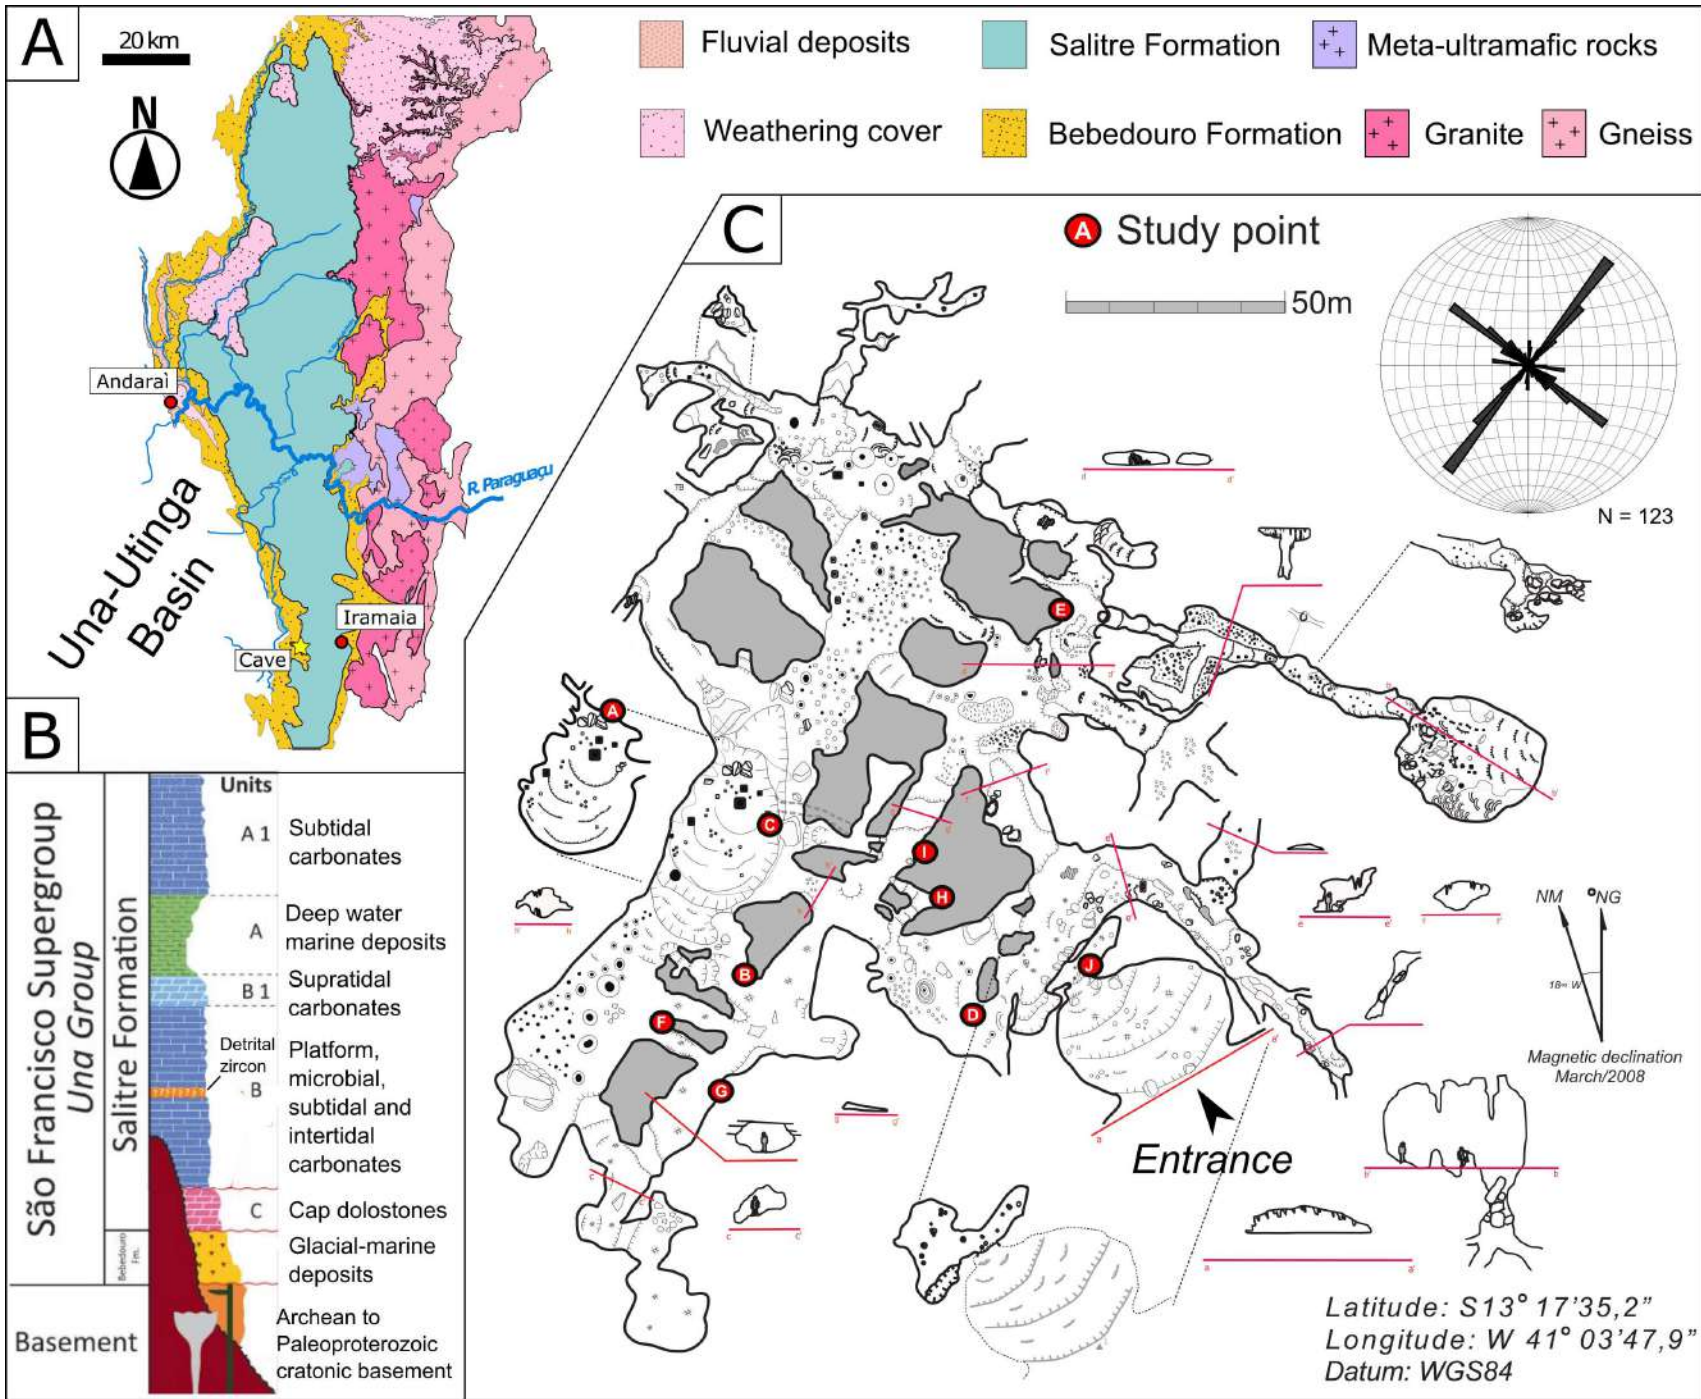 A
20 km
N
Fluvial deposits
Salitre Formation
Meta-ultramafic rocks
Weathering cover
Bebedouro Formation
Granite
Gneiss
Andaraì
R. Paraguaçu
Una-Utinga
Basin
Iramaia
Cave
B
Units
São Francisco Supergroup
Una Group
Salitre Formation
Bebedouro
Fm.
A 1
Subtidal
carbonates
A
Deep water
marine deposits
B 1
Supratidal
carbonates
Detrital
zircon
B
Platform,
microbial,
subtidal and
intertidal
carbonates
C
Cap dolostones
Glacial-marine
deposits
Basement
Archean to
Paleoproterozoic
cratonic basement
C
A Study point
50m
N = 123
TB
E
A
C
I
H
B
J
D
F
G
NM
NG
Magnetic declination
March/2008
Entrance
Latitude: S13° 17'35,2"
Longitude: W 41° 03'47,9"
Datum: WGS84